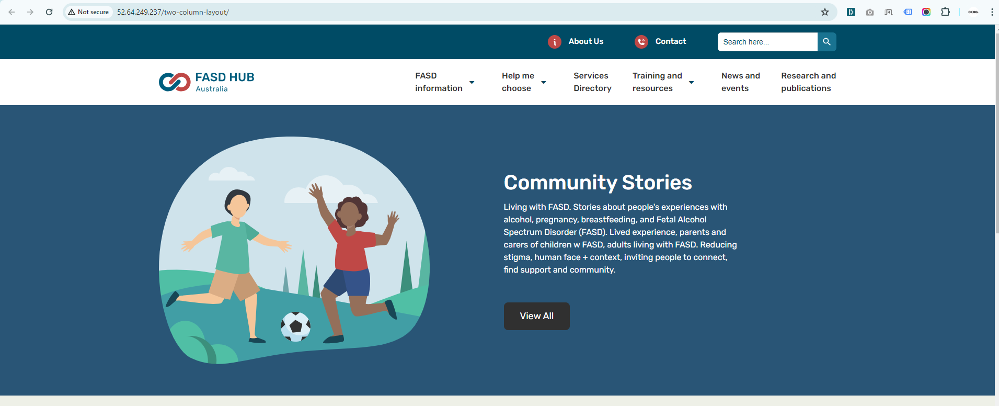 Not secure
52.64.249.237/two-column-layout/
OKMG.
About Us
Contact
Search here...
FASD HUB
Australia
FASD
information
Help me
choose
Services
Directory
Training and
resources
News and
events
Research and
publications
Community Stories
Living with FASD. Stories about people's experiences with
alcohol, pregnancy, breastfeeding, and Fetal Alcohol
Spectrum Disorder (FASD). Lived experience, parents and
carers of children w FASD, adults living with FASD. Reducing
stigma, human face + context, inviting people to connect,
find support and community.
View All